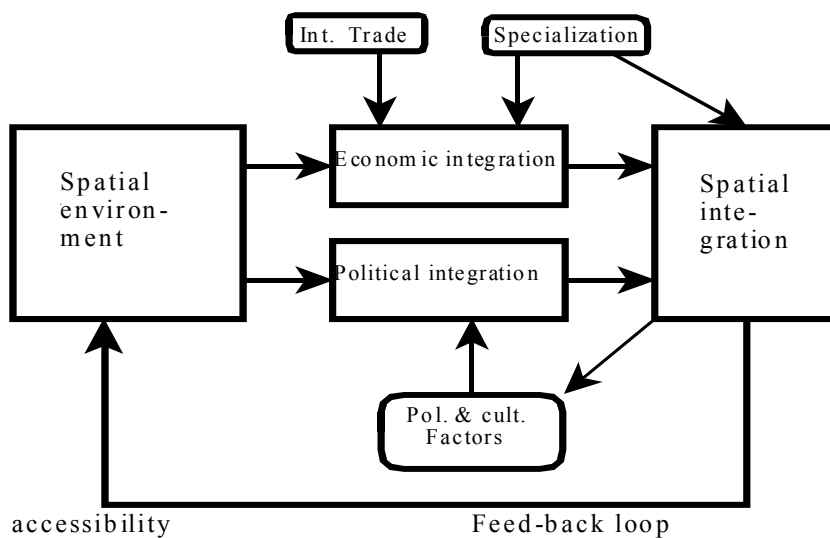 Int. Trade
Specialization
Spatial
environ-
ment
Economic integration
Political integration
Spatial
inte-
gration
Pol. & cult.
Factors
accessibility
Feed-back loop